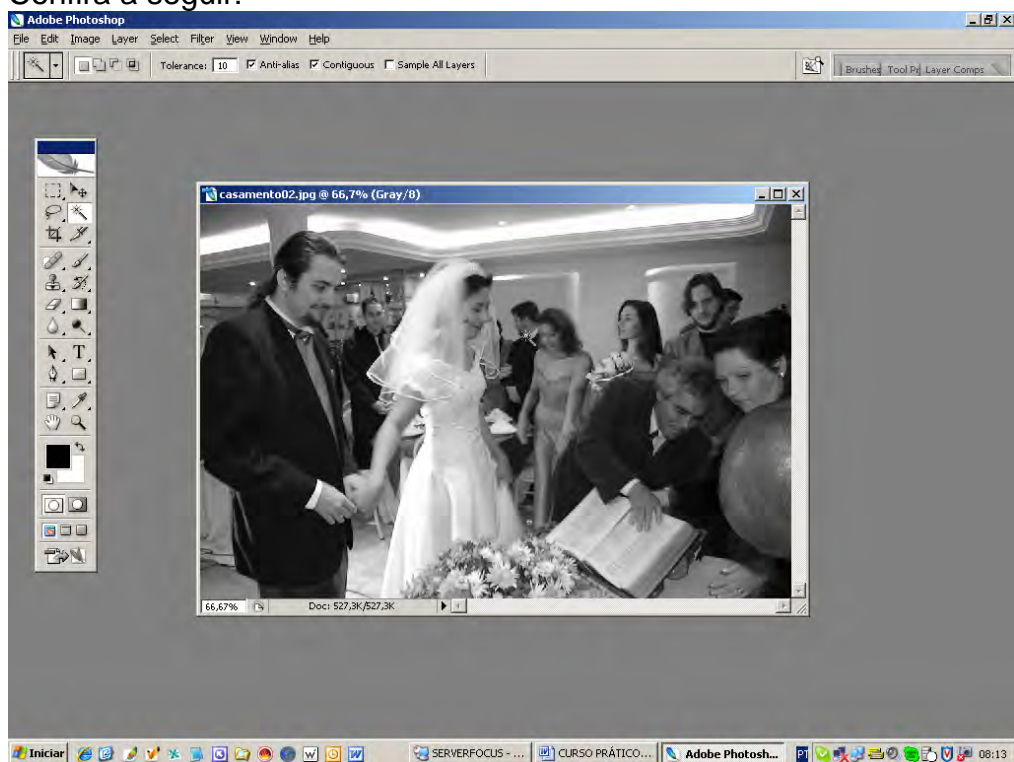 Confira a seguir:
Adobe Photoshop
File Edit Image Layer Select Filter View Window Help
Tolerance: 10 Anti-alias Contiguous Sample All Layers
Brushes Tool Pr Layer Comps
casamento02.jpg @ 66,7% (Gray/8)
T
66,67% Doc: 527,3K/527,3K
Iniciar SERVERFOCUS - ... CURSO PRÁTICO... Adobe Photosh... PT 08:13